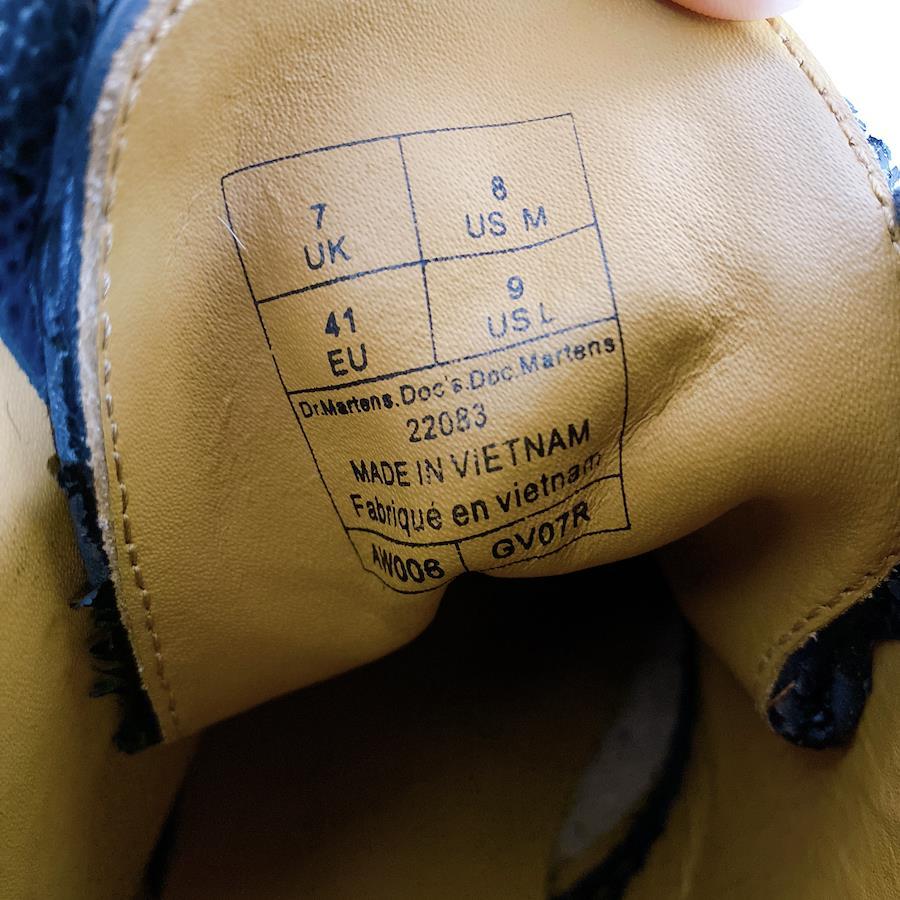 7
UK
8
US M
41
EU
9
US L
Dr.Martens.Doc's.Doc.Martens
22083
MADE IN ViETNAM
Fabriqué en vietnam
AW006
GV07R